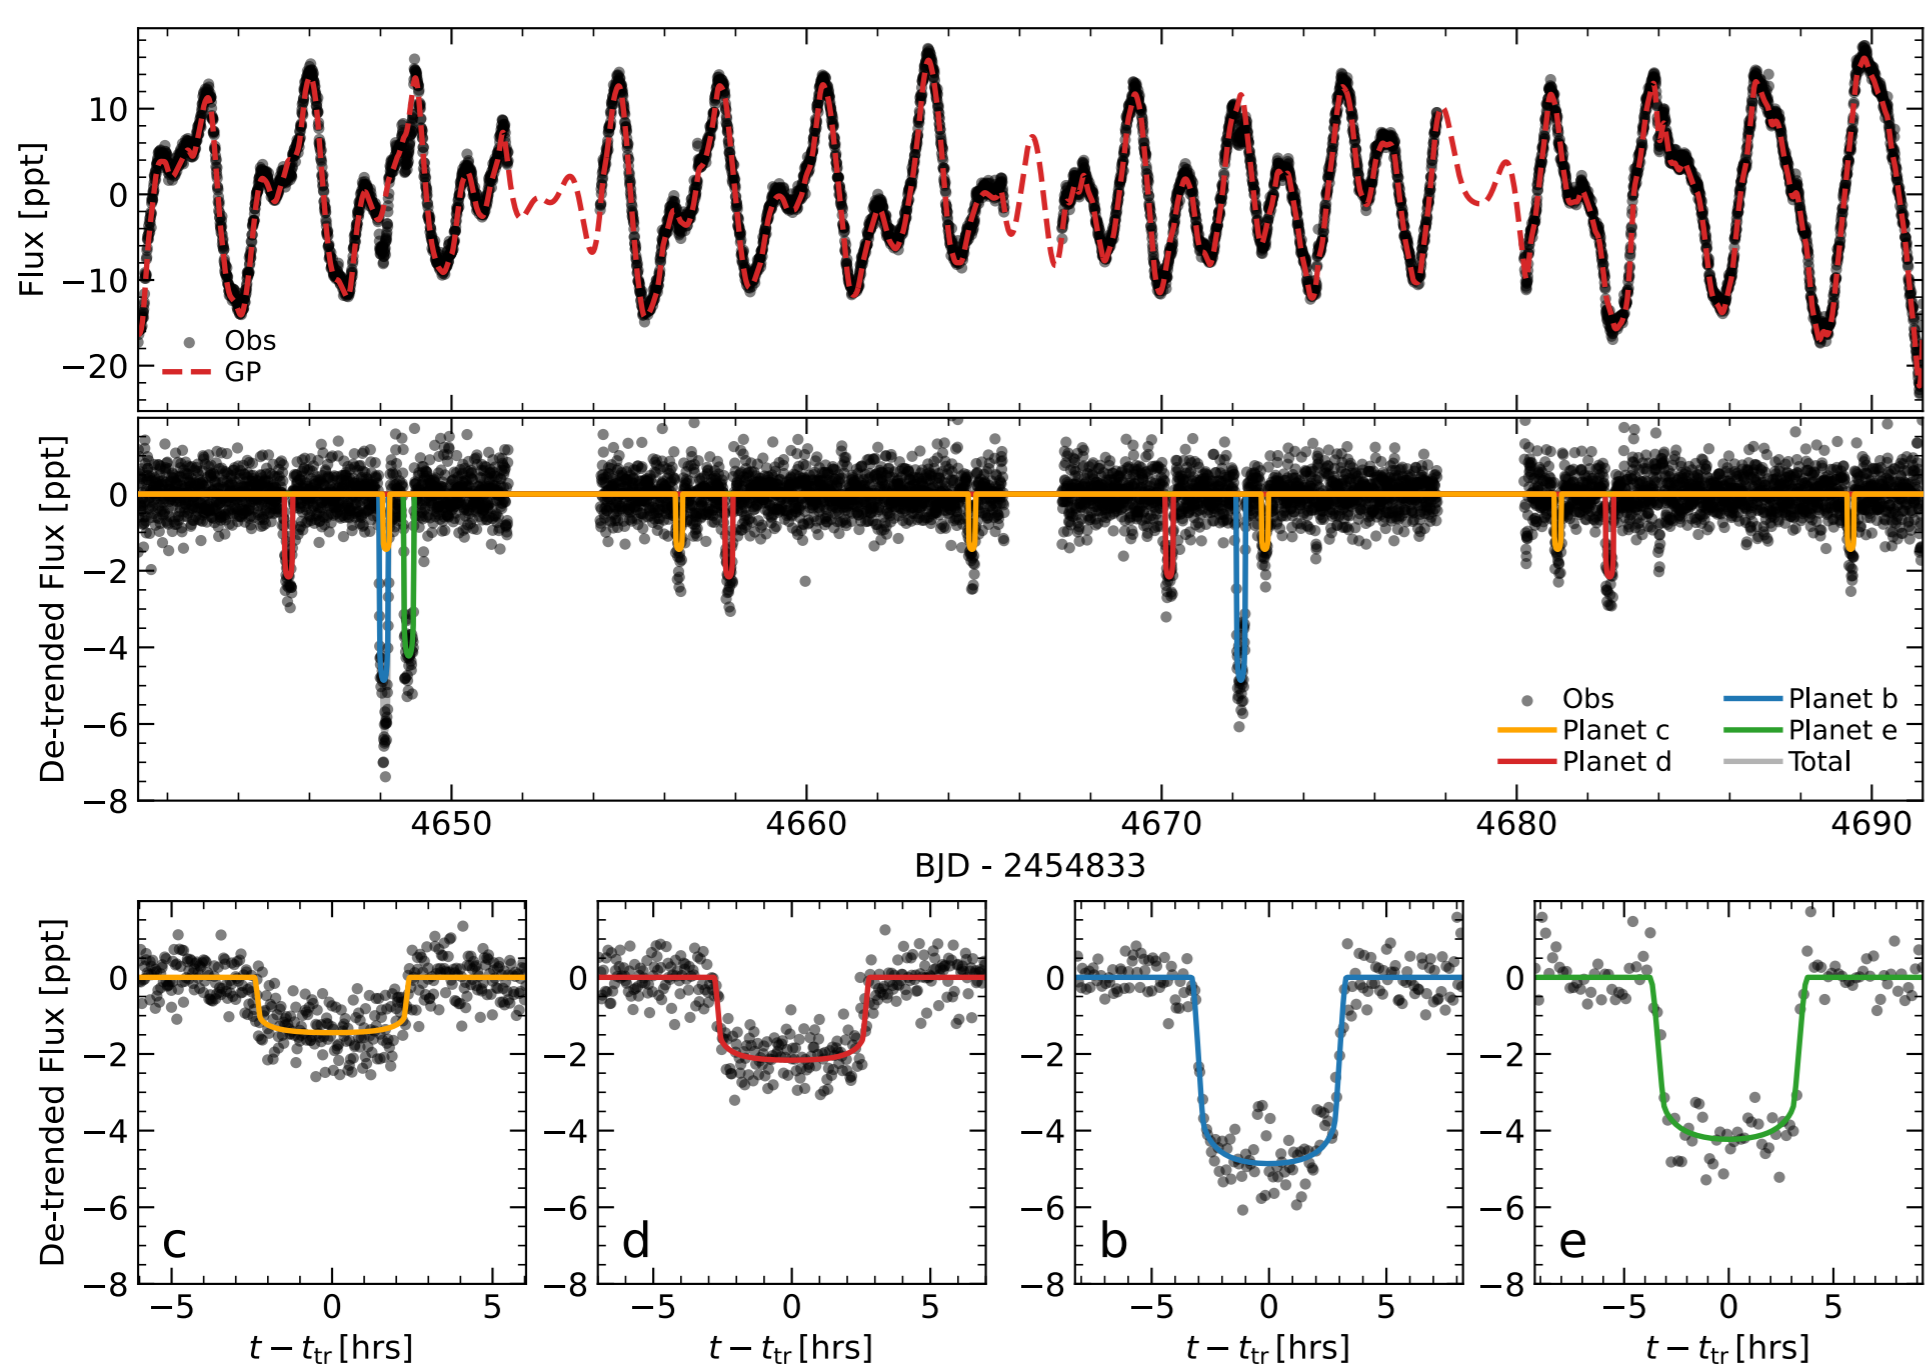 Flux [ppt]
10
0
−10
−20
Obs
GP
De-trended Flux [ppt]
0
−2
−4
−6
−8
Obs
Planet c
Planet d
Planet b
Planet e
Total
4650 4660 4670 4680 4690
BJD - 2454833
De-trended Flux [ppt]
0
−2
−4
−6
−8
c
−5 0 5
t − ttr [hrs]
0
−2
−4
−6
−8
d
−5 0 5
t − ttr [hrs]
0
−2
−4
−6
−8
b
−5 0 5
t − ttr [hrs]
0
−2
−4
−6
−8
e
−5 0 5
t − ttr [hrs]